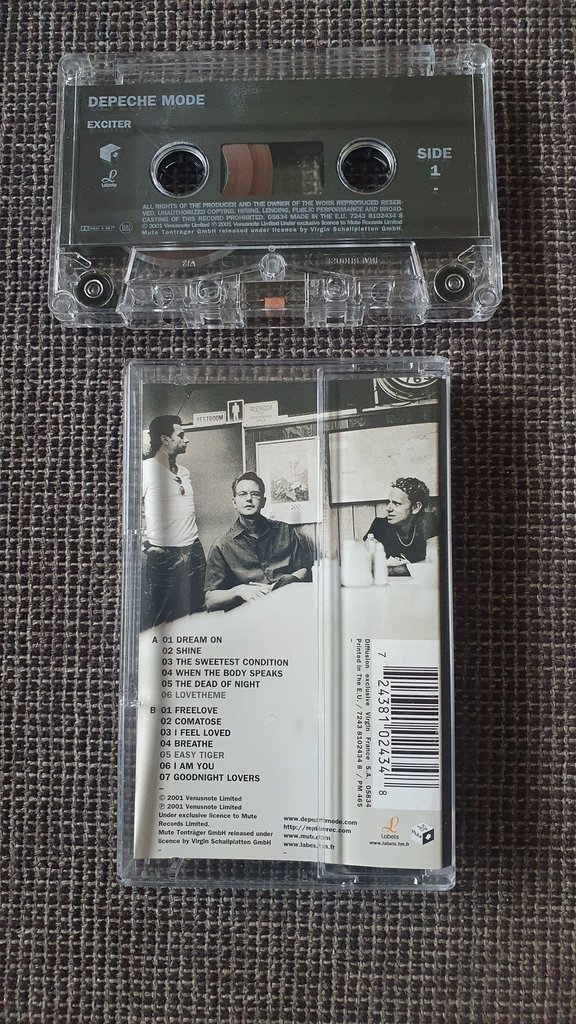 DEPECHE MODE
EXCITER
SIDE
1
-
Labels
ALL RIGHTS OF THE PRODUCER AND THE OWNER OF THE WORK REPRODUCED RESER-
VED. UNAUTHORIZED COPYING, HIRING, LENDING, PUBLIC PERFORMANCE AND BROAD-
CASTING OF THIS RECORD PROHIBITED. 05834 MADE IN THE E.U. 7243 8102434 8
℗ 2001 Venusnote Limited © 2001 Venusnote Limited Under exclusive licence to Mute Records Limited
Mute Tonträger GmbH released under licence by Virgin Schallplatten GmbH
RESTROOM
RESTROOM
A 01 DREAM ON
02 SHINE
03 THE SWEETEST CONDITION
04 WHEN THE BODY SPEAKS
05 THE DEAD OF NIGHT
06 LOVETHEME
B 01 FREELOVE
02 COMATOSE
03 I FEEL LOVED
04 BREATHE
05 EASY TIGER
06 I AM YOU
07 GOODNIGHT LOVERS
-
© 2001 Venusnote Limited
℗ 2001 Venusnote Limited
Under exclusive licence to Mute
Records Limited.
Mute Tonträger GmbH released under
licence by Virgin Schallplatten GmbH
-
www.depechemode.com
Diffusion exclusive Virgin France S.A. 05834
Printed in The E.U. / 7243 8102434 8 / PM 465
7 24381 02434 8
Labels
www.labels.tm.fr
Mute